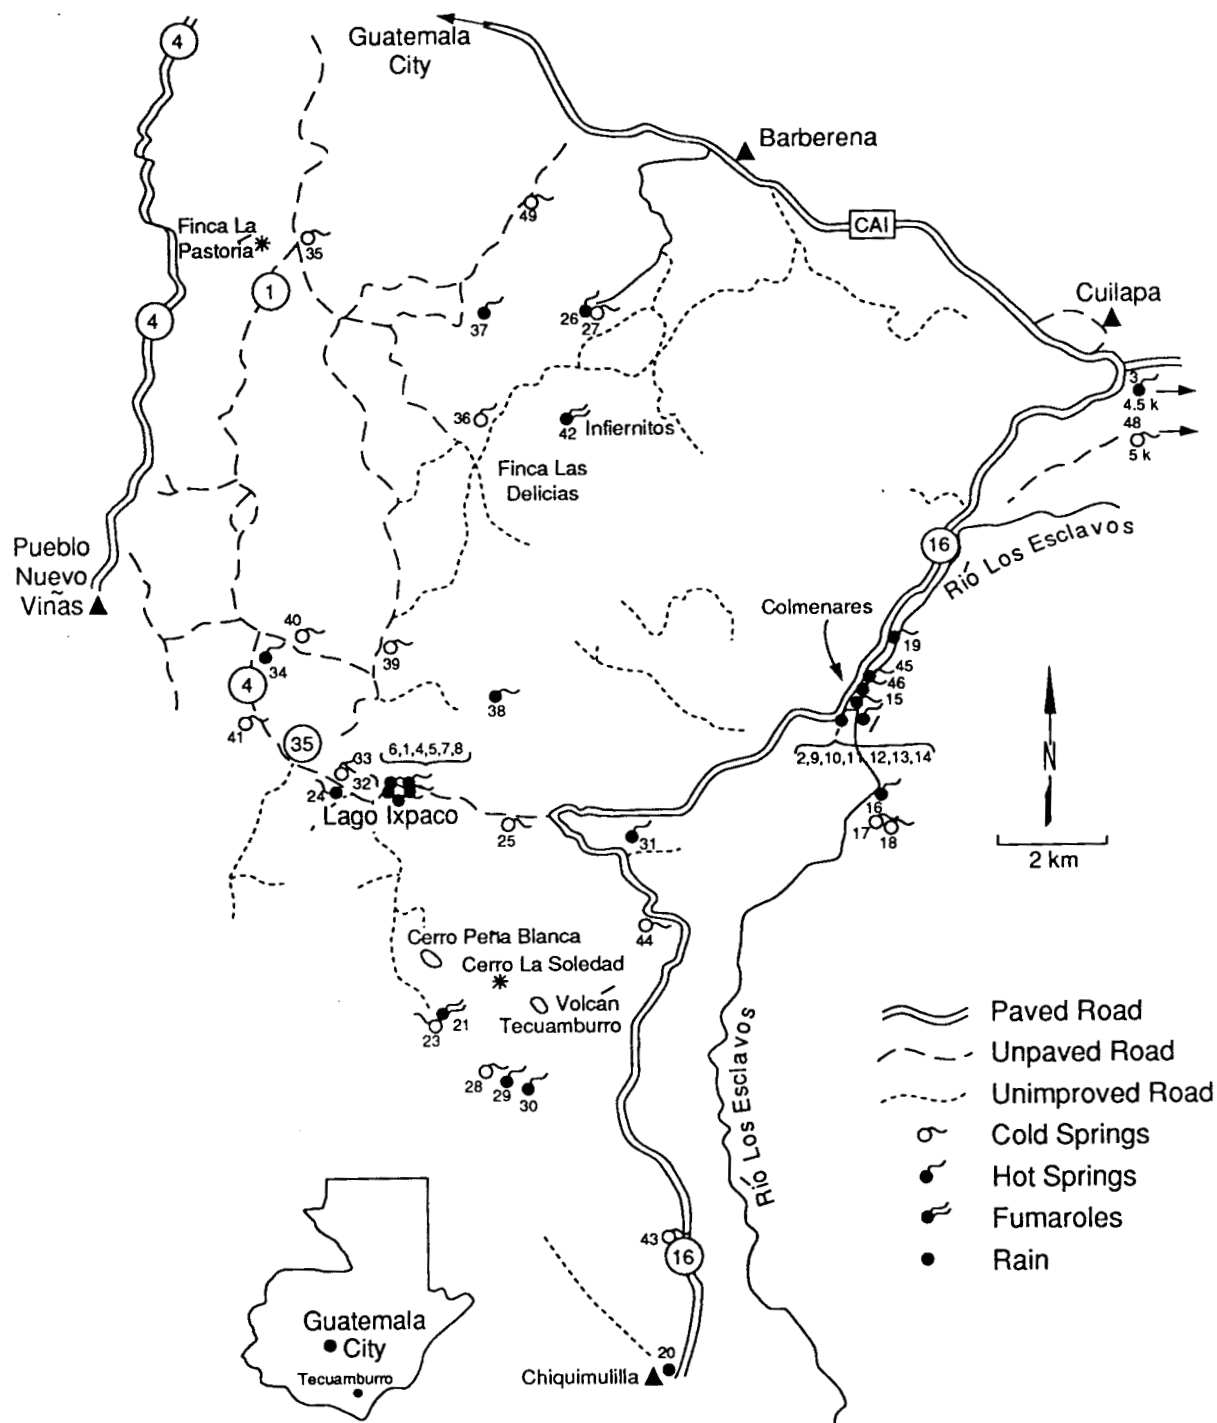 4
Guatemala
City
Barberena
49
CAI
Finca La
Pastoría
35
1
4
Cuilapa
37
26
27
3
4.5 k
48
5 k
36
42
Infiernitos
Finca Las
Delicias
16
Río Los Esclavos
Pueblo
Nuevo
Viñas
Colmenares
40
34
39
19
45
46
15
4
38
41
35
33
32
24
6,1,4,5,7,8
2,9,10,11,12,13,14
Lago Ixpaco
16
17
18
25
31
N
2 km
44
Cerro Peña Blanca
Cerro La Soledad
Volcán
Tecuamburro
21
23
28
29
30
Río Los Esclavos
Paved Road
Unpaved Road
Unimproved Road
Cold Springs
Hot Springs
Fumaroles
Rain
43
16
Guatemala
City
Tecuamburro
20
Chiquimulilla